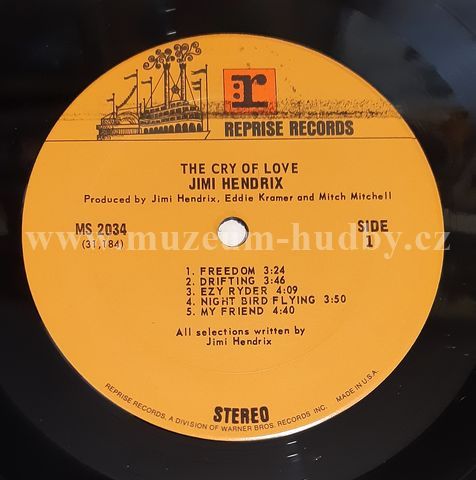 r:
REPRISE RECORDS
THE CRY OF LOVE
JIMI HENDRIX
Produced by Jimi Hendrix, Eddie Kramer and Mitch Mitchell
MS 2034
(31,184)
SIDE
1
www.muzeum-hudby.cz
1. FREEDOM 3:24
2. DRIFTING 3:46
3. EZY RYDER 4:09
4. NIGHT BIRD FLYING 3:50
5. MY FRIEND 4:40
All selections written by
Jimi Hendrix
STEREO
REPRISE RECORDS, A DIVISION OF WARNER BROS. RECORDS INC.
MADE IN U.S.A.